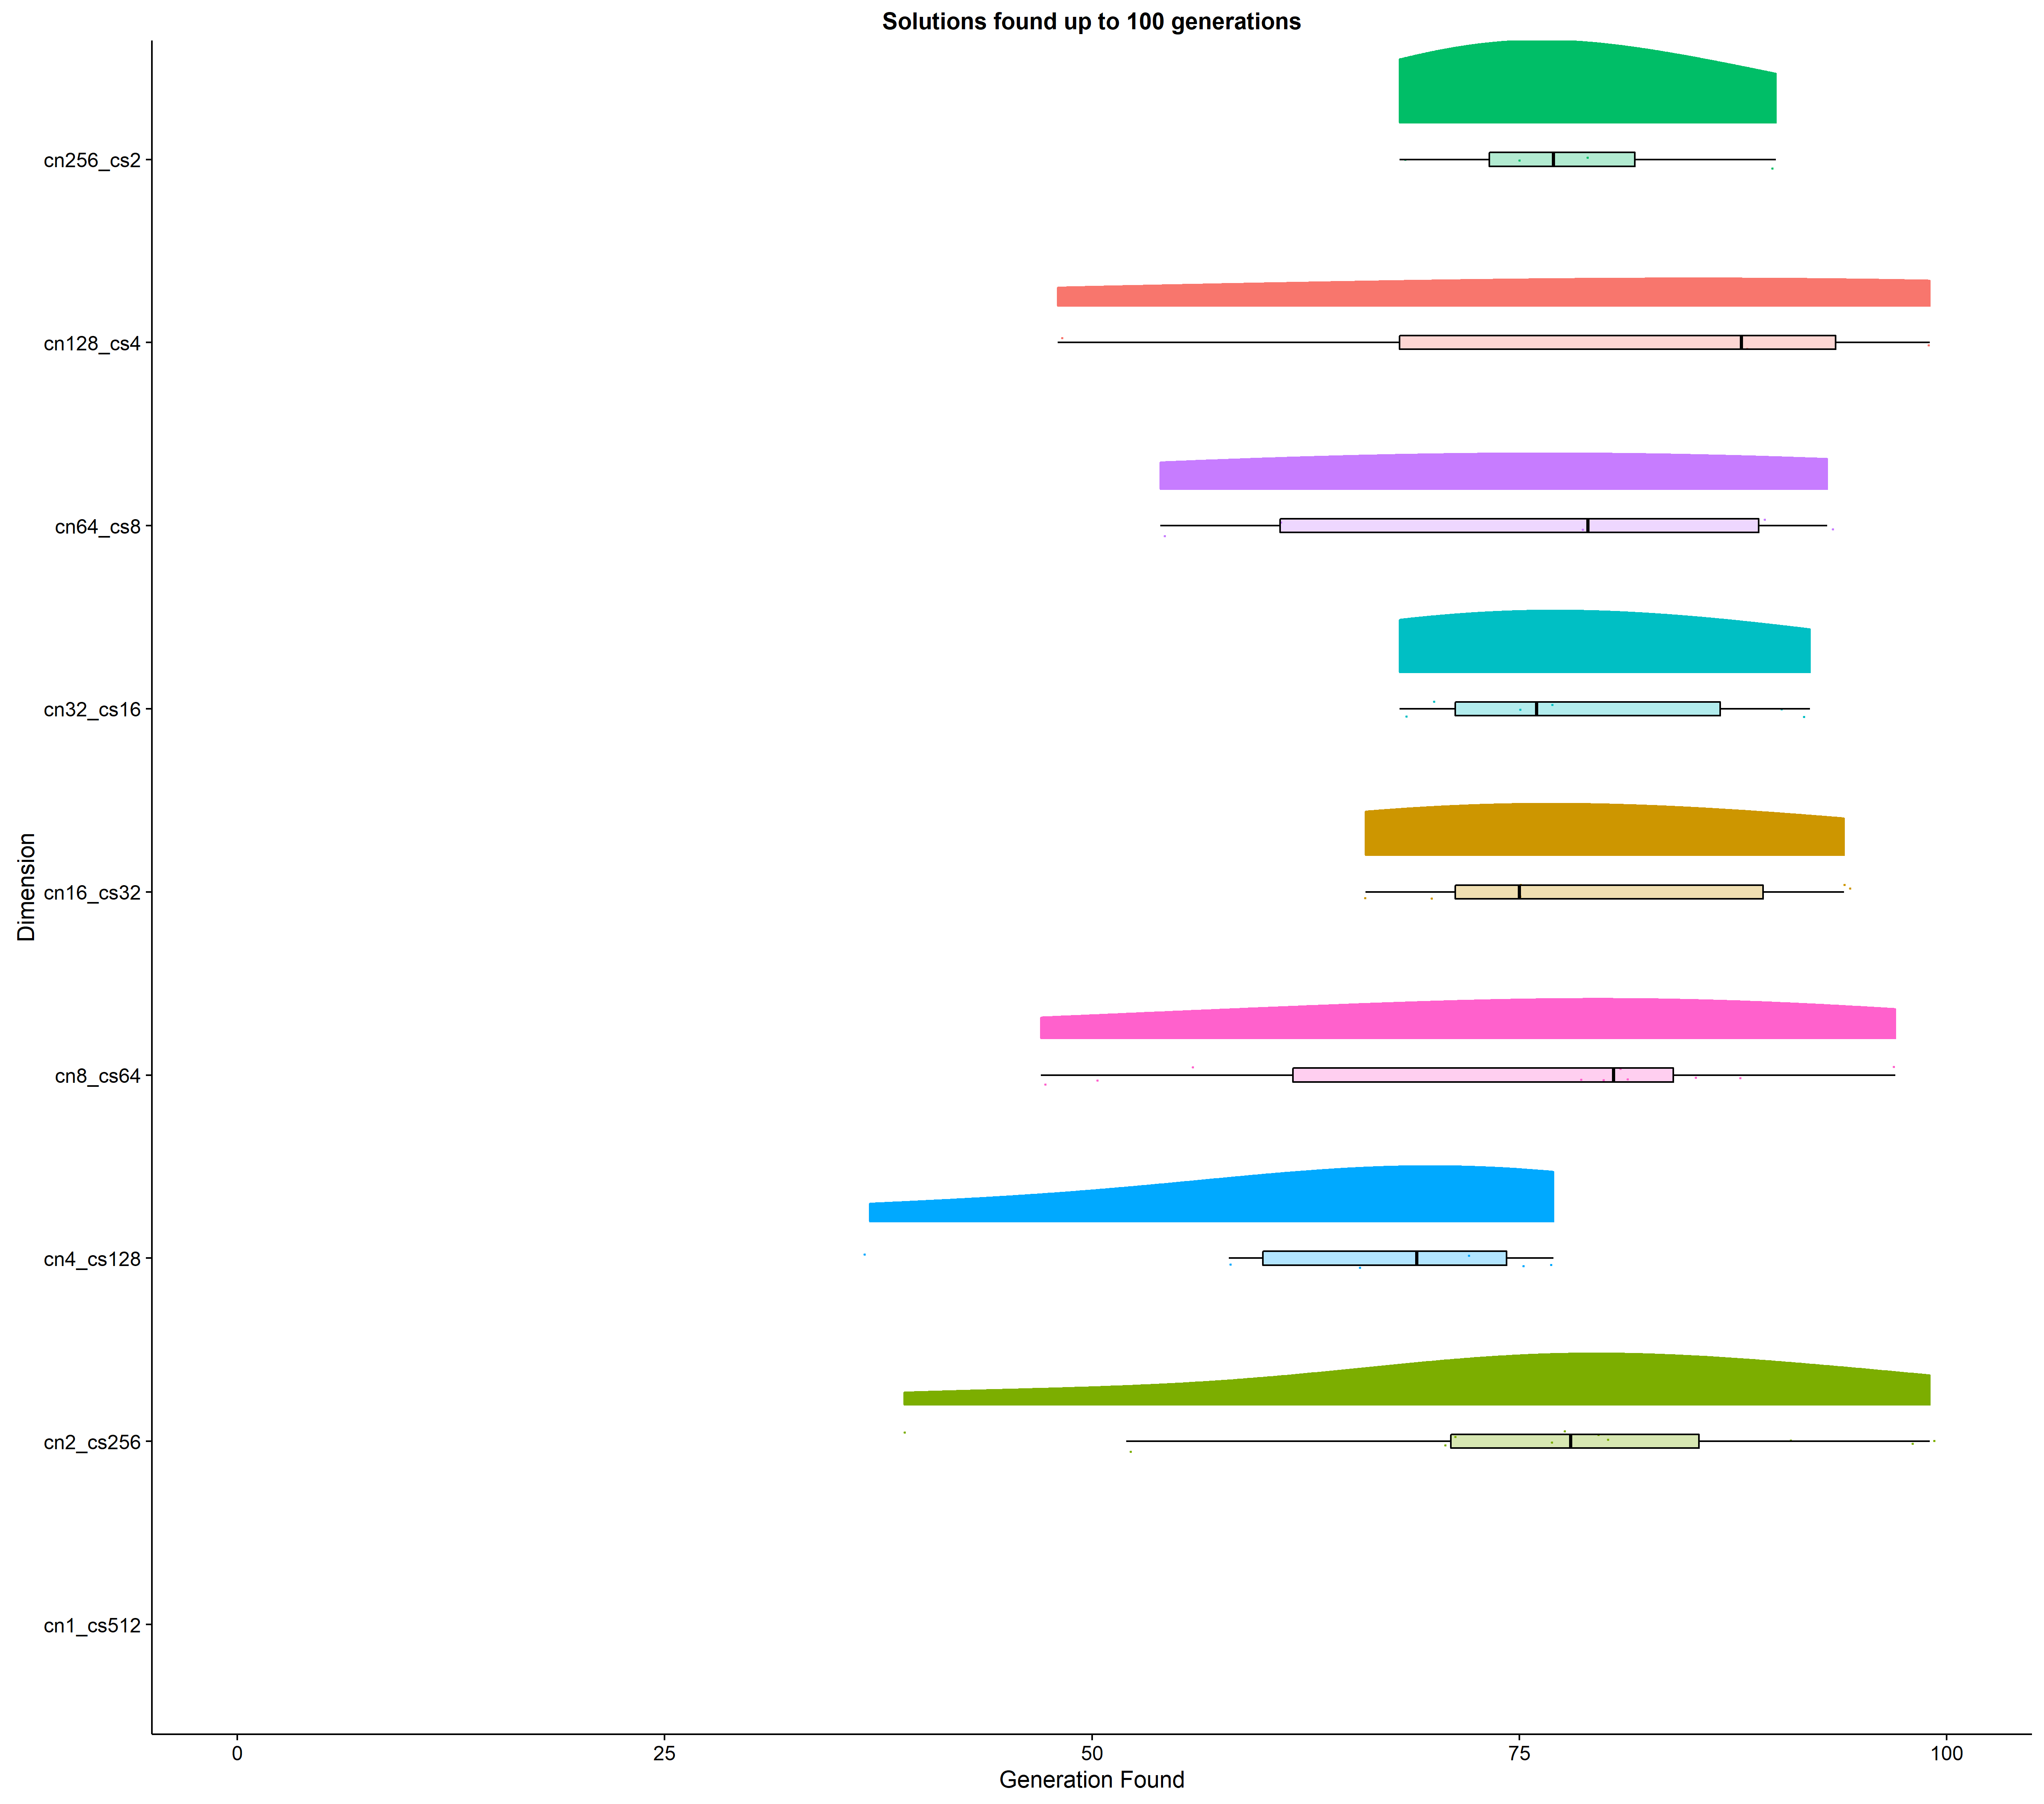 Solutions found up to 100 generations
cn256_cs2
cn128_cs4
cn64_cs8
cn32_cs16
cn16_cs32
cn8_cs64
cn4_cs128
cn2_cs256
cn1_cs512
Dimension
0 25 50 75 100
Generation Found